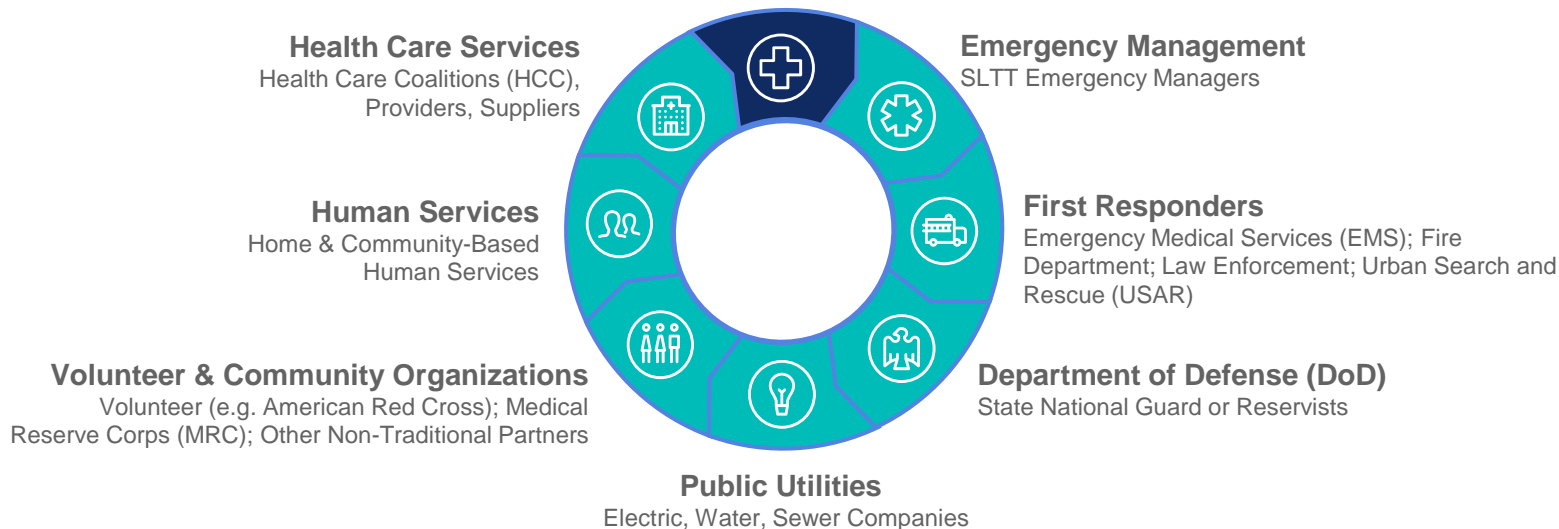 Health Care Services
Health Care Coalitions (HCC),
Providers, Suppliers
Emergency Management
SLTT Emergency Managers
Human Services
Home & Community-Based
Human Services
First Responders
Emergency Medical Services (EMS); Fire
Department; Law Enforcement; Urban Search and
Rescue (USAR)
Volunteer & Community Organizations
Volunteer (e.g. American Red Cross); Medical
Reserve Corps (MRC); Other Non-Traditional Partners
Department of Defense (DoD)
State National Guard or Reservists
Public Utilities
Electric, Water, Sewer Companies